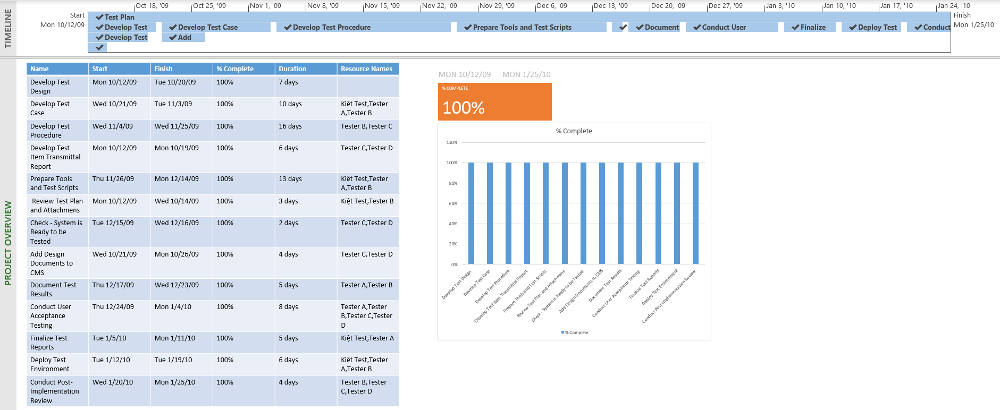 TIMELINE
Oct 18, '09 Oct 25, '09 Nov 1, '09 Nov 8, '09 Nov 15, '09 Nov 22, '09 Nov 29, '09 Dec 6, '09 Dec 13, '09 Dec 20, '09 Dec 27, '09 Jan 3, '10 Jan 10, '10 Jan 17, '10 Jan 24, '10
Start
Mon 10/12/09
✔ Test Plan
✔ Develop Test ✔ Develop Test Case ✔ Develop Test Procedure ✔ Prepare Tools and Test Scripts ✔ ✔ Document ✔ Conduct User ✔ Finalize ✔ Deploy Test ✔ Conduct
✔ Develop Test ✔ Add
✔
Finish
Mon 1/25/10
PROJECT OVERVIEW
Name Start Finish % Complete Duration Resource Names
Develop Test Mon 10/12/09 Tue 10/20/09 100% 7 days
Design
Develop Test Wed 10/21/09 Tue 11/3/09 100% 10 days Kiệt Test,Tester
Case A,Tester B
Develop Test Wed 11/4/09 Wed 11/25/09 100% 16 days Tester B,Tester C
Procedure
Develop Test Mon 10/12/09 Mon 10/19/09 100% 6 days Tester C,Tester D
Item Transmittal
Report
Prepare Tools Thu 11/26/09 Mon 12/14/09 100% 13 days Kiệt Test,Tester
and Test Scripts A,Tester B
Review Test Plan Mon 10/12/09 Wed 10/14/09 100% 3 days Kiệt Test,Tester B
and Attachmens
Check - System is Tue 12/15/09 Wed 12/16/09 100% 2 days Tester C,Tester D
Ready to be
Tested
Add Design Wed 10/21/09 Mon 10/26/09 100% 4 days Tester C,Tester D
Documents to
CMS
Document Test Thu 12/17/09 Wed 12/23/09 100% 5 days Tester A,Tester B
Results
Conduct User Thu 12/24/09 Mon 1/4/10 100% 8 days Tester A,Tester
Acceptance B,Tester C,Tester
Testing D
Finalize Test Tue 1/5/10 Mon 1/11/10 100% 5 days Kiệt Test,Tester A
Reports
Deploy Test Tue 1/12/10 Tue 1/19/10 100% 6 days Kiệt Test,Tester
Environment A,Tester B
Conduct Post- Wed 1/20/10 Mon 1/25/10 100% 4 days Tester B,Tester
Implementation C,Tester D
Review
MON 10/12/09 MON 1/25/10
% COMPLETE
100%
% Complete
120%
100%
80%
60%
40%
20%
0%
Develop Test Design
Develop Test Case
Develop Test Procedure
Develop Test Item Transmittal Report
Prepare Tools and Test Scripts
Review Test Plan and Attachmens
Check - System is Ready to be Tested
Add Design Documents to CMS
Document Test Results
Conduct User Acceptance Testing
Finalize Test Reports
Deploy Test Environment
Conduct Post-Implementation Review
% Complete